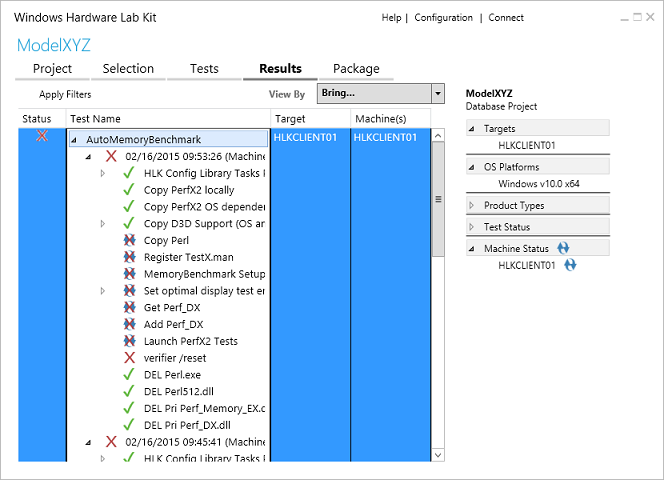 Windows Hardware Lab Kit
Help | Configuration | Connect
ModelXYZ
Project Selection Tests Results Package
Apply Filters View By Bring...
Status Test Name Target Machine(s)
AutoMemoryBenchmark HLKCLIENT01 HLKCLIENT01
02/16/2015 09:53:26 (Machine
HLK Config Library Tasks
Copy PerfX2 locally
Copy PerfX2 OS depender
Copy D3D Support (OS an
Copy Perl
Register TestX.man
MemoryBenchmark Setup
Set optimal display test
Get Perf_DX
Add Perf_DX
Launch PerfX2 Tests
verifier /reset
DEL Perl.exe
DEL Perl512.dll
DEL Pri Perf_Memory_EX.
DEL Pri Perf_DX.dll
02/16/2015 09:45:41 (Machine
HLK Config Library Tasks
ModelXYZ
Database Project
Targets
HLKCLIENT01
OS Platforms
Windows v10.0 x64
Product Types
Test Status
Machine Status
HLKCLIENT01